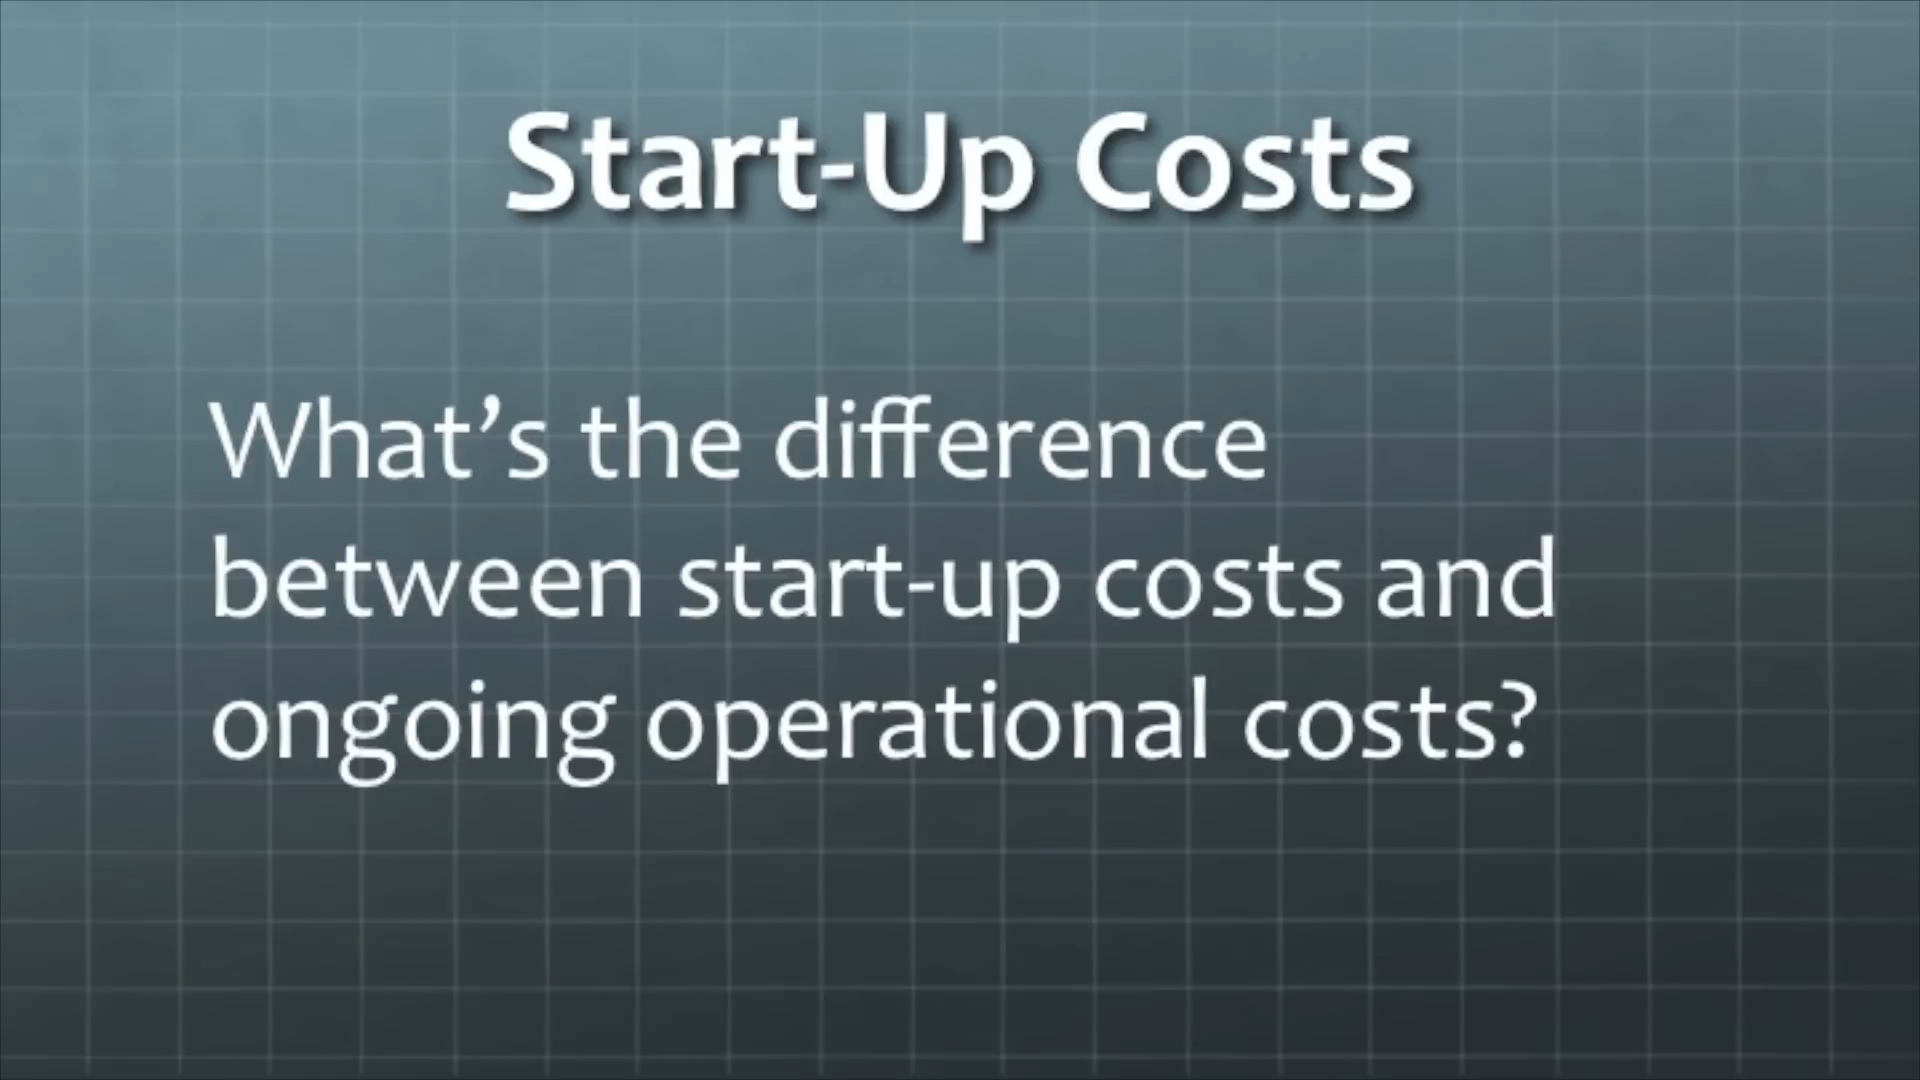 Start-Up Costs
What’s the difference
between start-up costs and
ongoing operational costs?